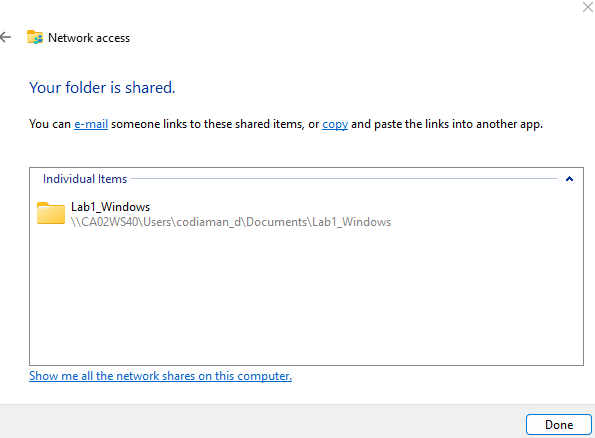 Network access
Your folder is shared.
You can e-mail someone links to these shared items, or copy and paste the links into another app.
Individual Items
Lab1_Windows
\\CA02WS40\Users\codiaman_d\Documents\Lab1_Windows
Show me all the network shares on this computer.
Done